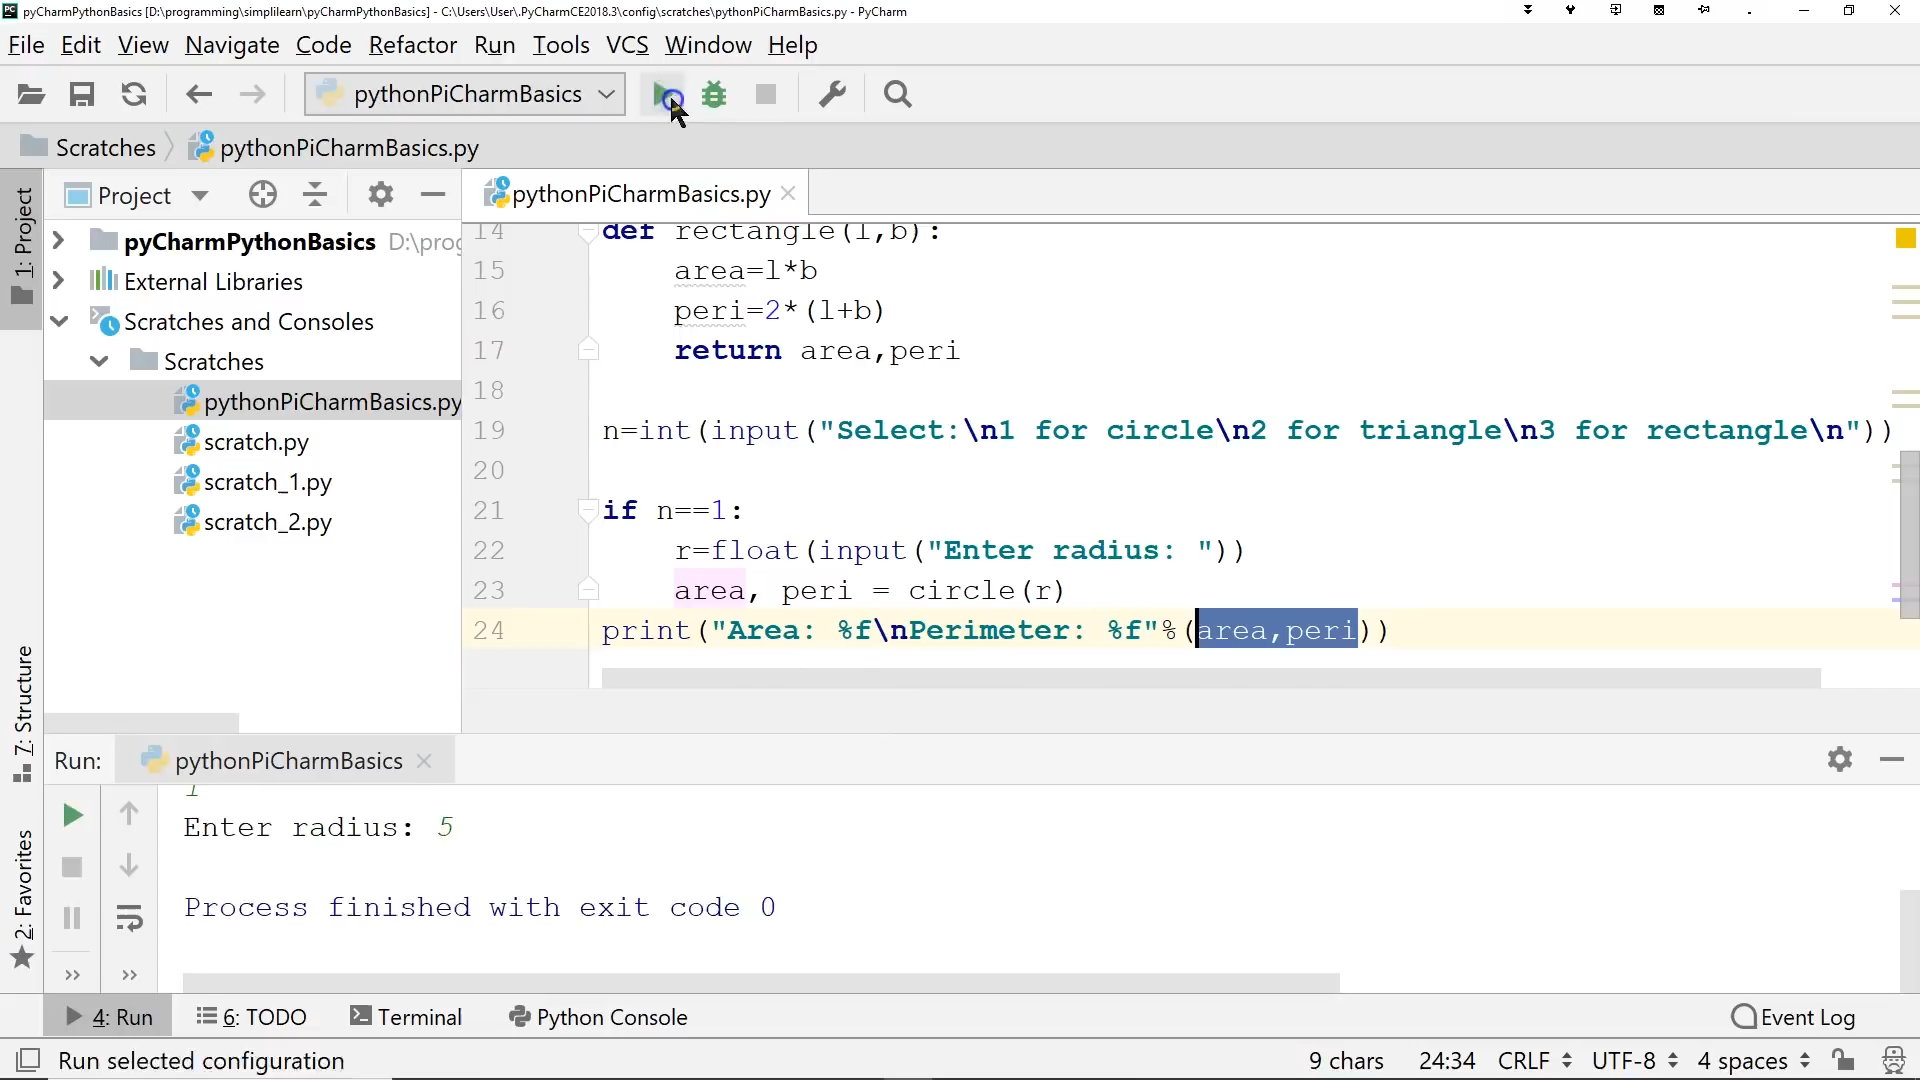 pyCharmPythonBasics [D:\programming\simplilearn\pyCharmPythonBasics] - C:\Users\User\.PyCharmCE2018.3\config\scratches\pythonPiCharmBasics.py - PyCharm
File Edit View Navigate Code Refactor Run Tools VCS Window Help
pythonPiCharmBasics
Scratches pythonPiCharmBasics.py
1: Project
Project
pyCharmPythonBasics D:\prog
External Libraries
Scratches and Consoles
Scratches
pythonPiCharmBasics.py
scratch.py
scratch_1.py
scratch_2.py
7: Structure
2: Favorites
pythonPiCharmBasics.py
14 def rectangle(l,b):
15 area=l*b
16 peri=2*(l+b)
17 return area,peri
18
19 n=int(input("Select:\n1 for circle\n2 for triangle\n3 for rectangle\n"))
20
21 if n==1:
22 r=float(input("Enter radius: "))
23 area, peri = circle(r)
24 print("Area: %f\nPerimeter: %f"%(area,peri))
Run: pythonPiCharmBasics
1
Enter radius: 5
Process finished with exit code 0
4: Run 6: TODO Terminal Python Console Event Log
Run selected configuration 9 chars 24:34 CRLF UTF-8 4 spaces